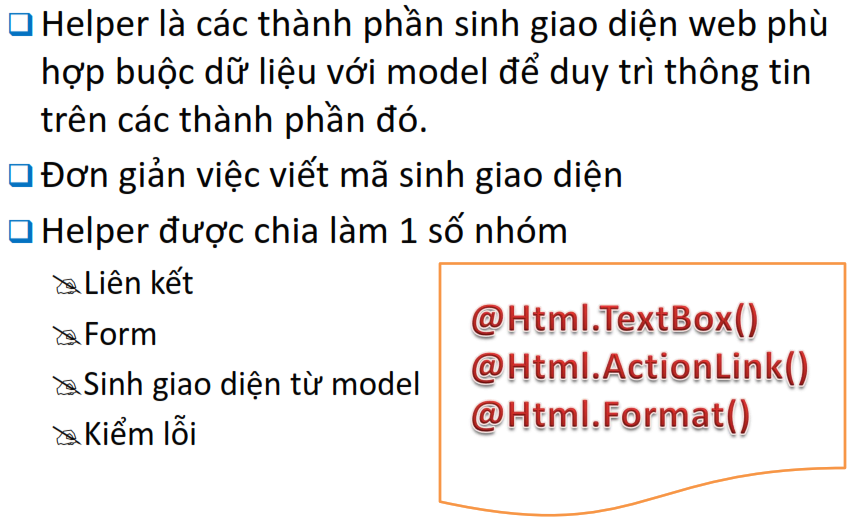 Helper là các thành phần sinh giao diện web phù
hợp buộc dữ liệu với model để duy trì thông tin
trên các thành phần đó.
Đơn giản việc viết mã sinh giao diện
Helper được chia làm 1 số nhóm
Liên kết
Form
Sinh giao diện từ model
Kiểm lỗi
@Html.TextBox()
@Html.ActionLink()
@Html.Format()